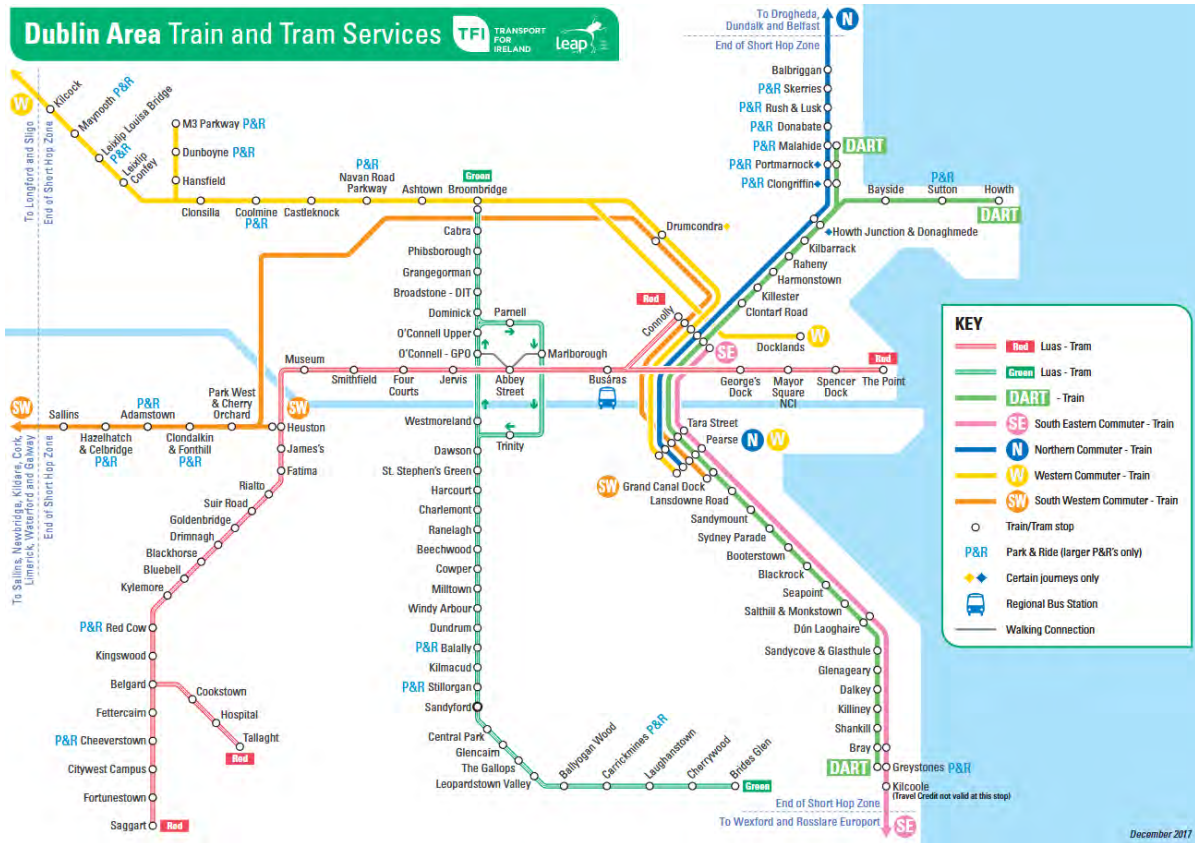 Dublin Area Train and Tram Services
TFI
TRANSPORT
FOR
IRELAND
leap
To Drogheda,
Dundalk and Belfast
N
End of Short Hop Zone
Balbriggan
P&R Skerries
P&R Rush & Lusk
P&R Donabate
P&R Malahide
DART
P&R Portmarnock
P&R Clongriffin
Bayside
P&R
Sutton
Howth
DART
Howth Junction & Donaghmede
Kilbarrack
Raheny
Harmonstown
Killester
Clontarf Road
W
To Longford and Sligo
End of Short Hop Zone
Kilcock
Maynooth P&R
Leixlip Louisa Bridge
P&R
Leixlip
Confey
M3 Parkway P&R
Dunboyne P&R
Hansfield
Clonsilla
Coolmine
P&R
Castleknock
P&R
Navan Road
Parkway
Ashtown
Green
Broombridge
Drumcondra
Cabra
Phibsborough
Grangegorman
Broadstone - DIT
Dominick
Parnell
O'Connell Upper
O'Connell - GPO
Marlborough
Red
Connolly
SE
Docklands
W
Museum
Smithfield
Four
Courts
Jervis
Abbey
Street
Busáras
George's
Dock
Mayor
Square
NCI
Spencer
Dock
Red
The Point
SW
Sallins
Hazelhatch
& Celbridge
P&R
P&R
Adamstown
Clondalkin
& Fonthill
P&R
Park West
& Cherry
Orchard
SW
Heuston
To Sallins, Newbridge, Kildare, Cork,
Limerick, Waterford and Galway
End of Short Hop Zone
James's
Fatima
Rialto
Suir Road
Goldenbridge
Drimnagh
Blackhorse
Bluebell
Kylemore
P&R Red Cow
Kingswood
Belgard
Cookstown
Hospital
Tallaght
Red
Fettercairn
P&R Cheeverstown
Citywest Campus
Fortunestown
Saggart
Red
Westmoreland
Trinity
Dawson
St. Stephen's Green
Harcourt
Charlemont
Ranelagh
Beechwood
Cowper
Milltown
Windy Arbour
Dundrum
P&R Balally
Kilmacud
P&R Stillorgan
Sandyford
Central Park
Glencairn
The Gallops
Leopardstown Valley
Ballyogan Wood
Carrickmines P&R
Laughanstown
Cherrywood
Brides Glen
Green
Tara Street
Pearse
N
W
SW
Grand Canal Dock
Lansdowne Road
Sandymount
Sydney Parade
Booterstown
Blackrock
Seapoint
Salthill & Monkstown
Dún Laoghaire
Sandycove & Glasthule
Glenageary
Dalkey
Killiney
Shankill
Bray
DART
Greystones P&R
Kilcoole
(Travel Credit not valid at this stop)
End of Short Hop Zone
To Wexford and Rosslare Europort
SE
KEY
Red
Luas - Tram
Green
Luas - Tram
DART
- Train
SE
South Eastern Commuter - Train
N
Northern Commuter - Train
W
Western Commuter - Train
SW
South Western Commuter - Train
Train/Tram stop
P&R
Park & Ride (larger P&R's only)
Certain journeys only
Regional Bus Station
Walking Connection
December 2017